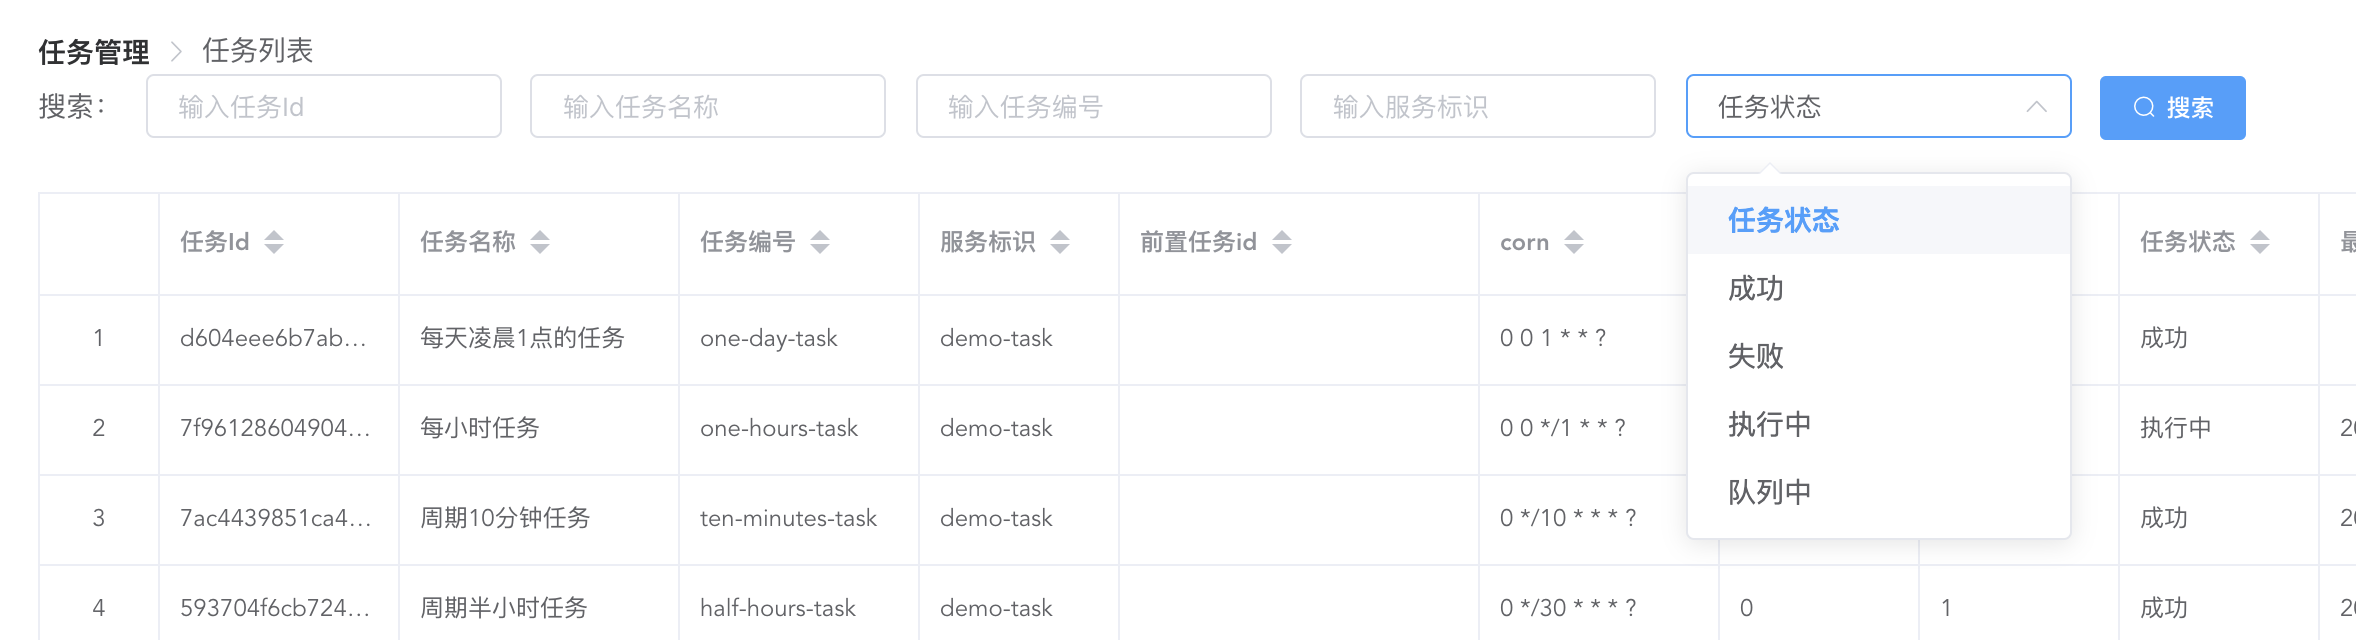 任务管理 > 任务列表
搜索： 输入任务Id 输入任务名称 输入任务编号 输入服务标识 任务状态 搜索
任务Id 任务名称 任务编号 服务标识 前置任务id corn 任务状态
任务状态
成功
失败
执行中
队列中
1 d604eee6b7ab... 每天凌晨1点的任务 one-day-task demo-task 0 0 1 * * ? 成功
2 7f96128604904... 每小时任务 one-hours-task demo-task 0 0 */1 * * ? 执行中
3 7ac4439851ca4... 周期10分钟任务 ten-minutes-task demo-task 0 */10 * * * ? 成功
4 593704f6cb724... 周期半小时任务 half-hours-task demo-task 0 */30 * * * ? 0 1 成功